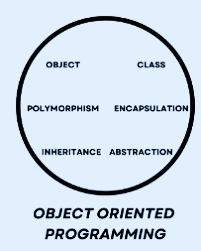 OBJECT CLASS
POLYMORPHISM ENCAPSULATION
INHERITANCE ABSTRACTION
OBJECT ORIENTED
PROGRAMMING